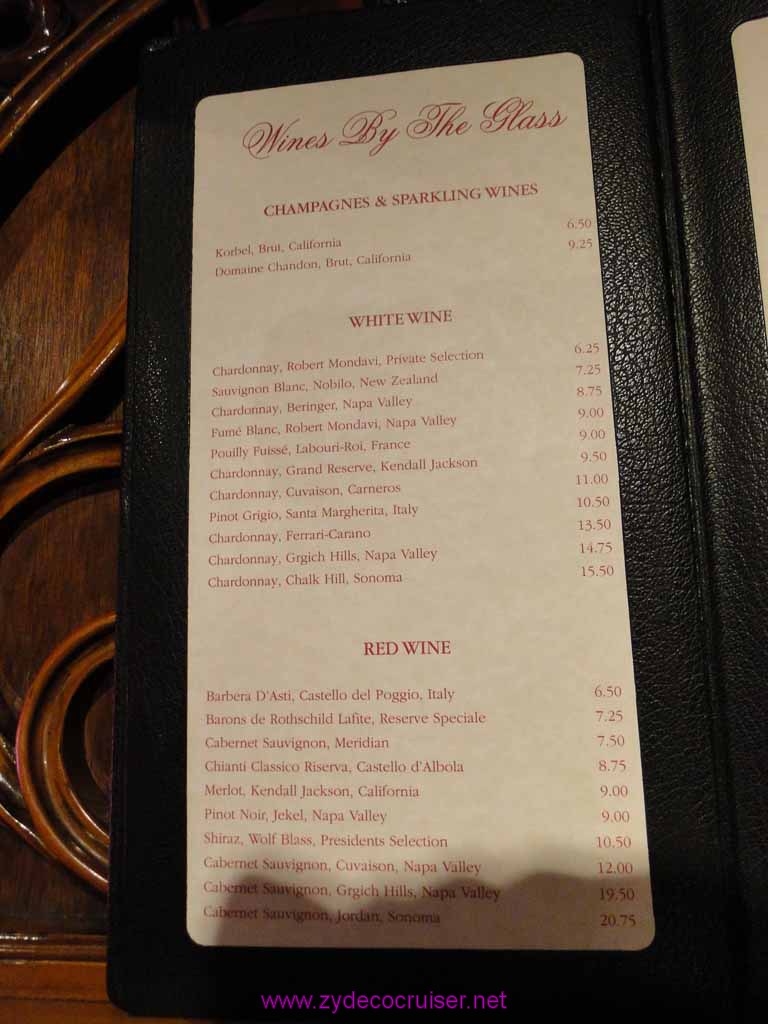 Wines By The Glass
CHAMPAGNES & SPARKLING WINES
Korbel, Brut, California 6.50
Domaine Chandon, Brut, California 9.25
WHITE WINE
Chardonnay, Robert Mondavi, Private Selection 6.25
Sauvignon Blanc, Nobilo, New Zealand 7.25
Chardonnay, Beringer, Napa Valley 8.75
Fumé Blanc, Robert Mondavi, Napa Valley 9.00
Pouilly Fuissé, Labouri-Roi, France 9.00
Chardonnay, Grand Reserve, Kendall Jackson 9.50
Chardonnay, Cuvaison, Carneros 11.00
Pinot Grigio, Santa Margherita, Italy 10.50
Chardonnay, Ferrari-Carano 13.50
Chardonnay, Grgich Hills, Napa Valley 14.75
Chardonnay, Chalk Hill, Sonoma 15.50
RED WINE
Barbera D'Asti, Castello del Poggio, Italy 6.50
Barons de Rothschild Lafite, Reserve Speciale 7.25
Cabernet Sauvignon, Meridian 7.50
Chianti Classico Riserva, Castello d'Albola 8.75
Merlot, Kendall Jackson, California 9.00
Pinot Noir, Jekel, Napa Valley 9.00
Shiraz, Wolf Blass, Presidents Selection 10.50
Cabernet Sauvignon, Cuvaison, Napa Valley 12.00
Cabernet Sauvignon, Grgich Hills, Napa Valley 19.50
Cabernet Sauvignon, Jordan, Sonoma 20.75
www.zydecocruiser.net